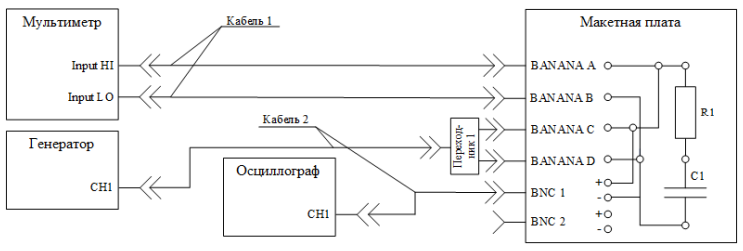 Мультиметр
Кабель 1
Макетная плата
Input HI
BANANA A
Input LO
BANANA B
R1
Генератор
Кабель 2
Переход-
ник 1
BANANA C
BANANA D
Осциллограф
C1
CH1
+
BNC 1
-
CH1
+
BNC 2
-